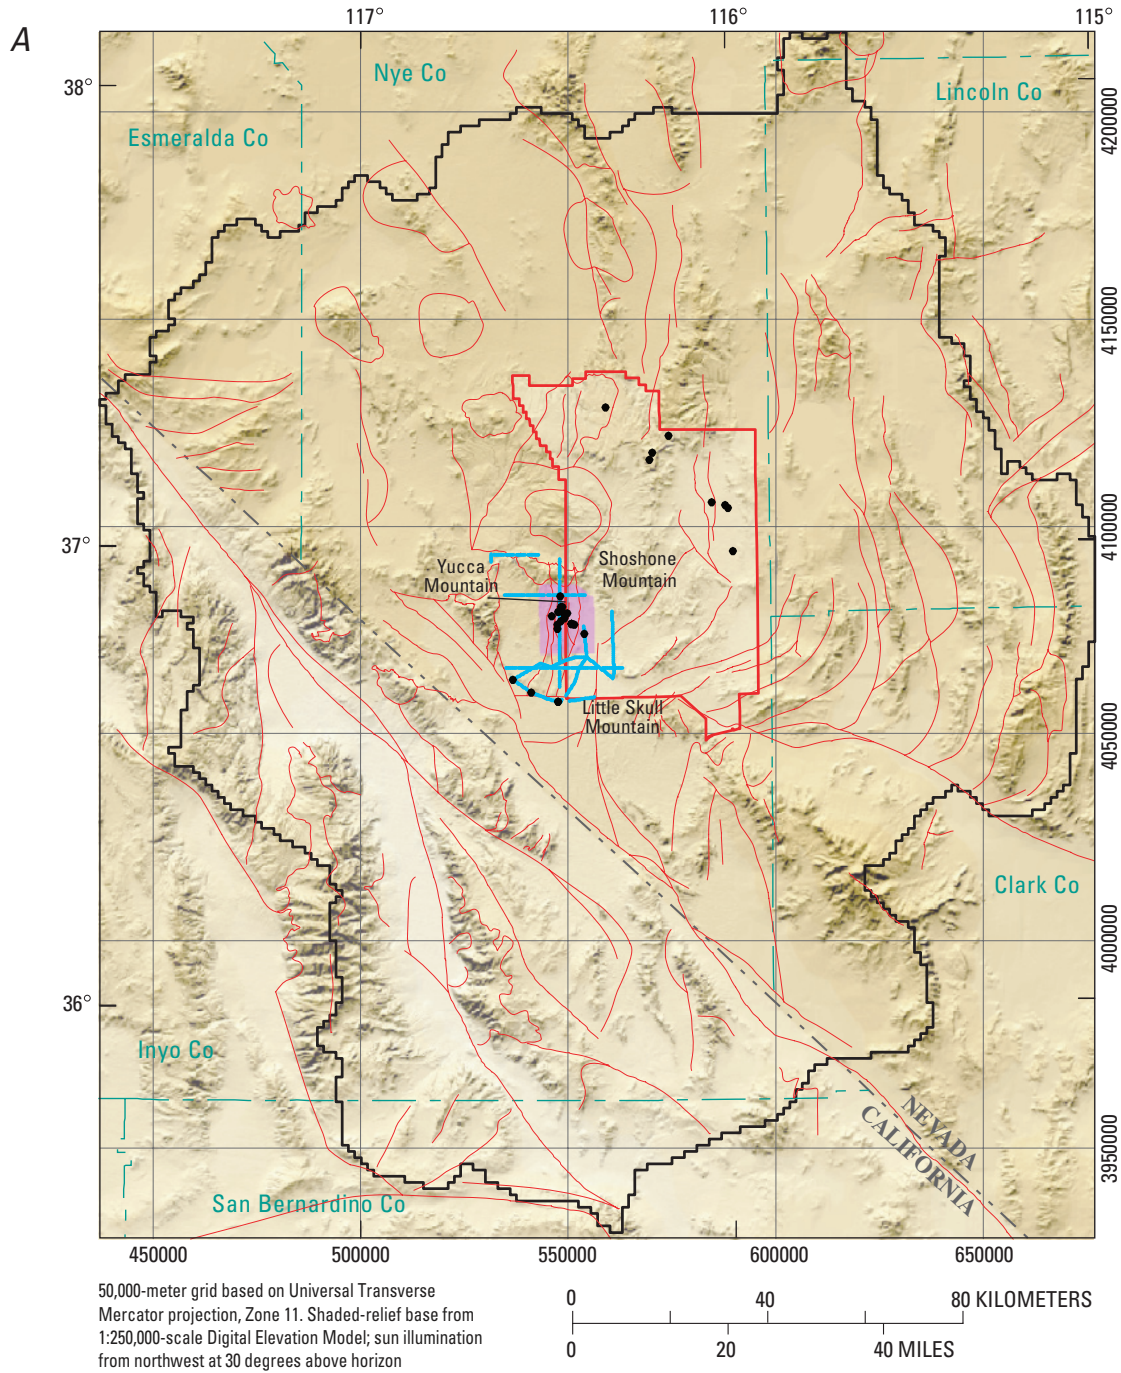 A
117°
116°
115°
38°
Nye Co
Lincoln Co
Esmeralda Co
4200000
4150000
37°
4100000
Yucca
Mountain
Shoshone
Mountain
Little Skull
Mountain
4050000
Clark Co
4000000
36°
Inyo Co
NEVADA
CALIFORNIA
3950000
San Bernardino Co
450000
500000
550000
600000
650000
50,000-meter grid based on Universal Transverse
Mercator projection, Zone 11. Shaded-relief base from
1:250,000-scale Digital Elevation Model; sun illumination
from northwest at 30 degrees above horizon
0
40
80 KILOMETERS
0
20
40 MILES